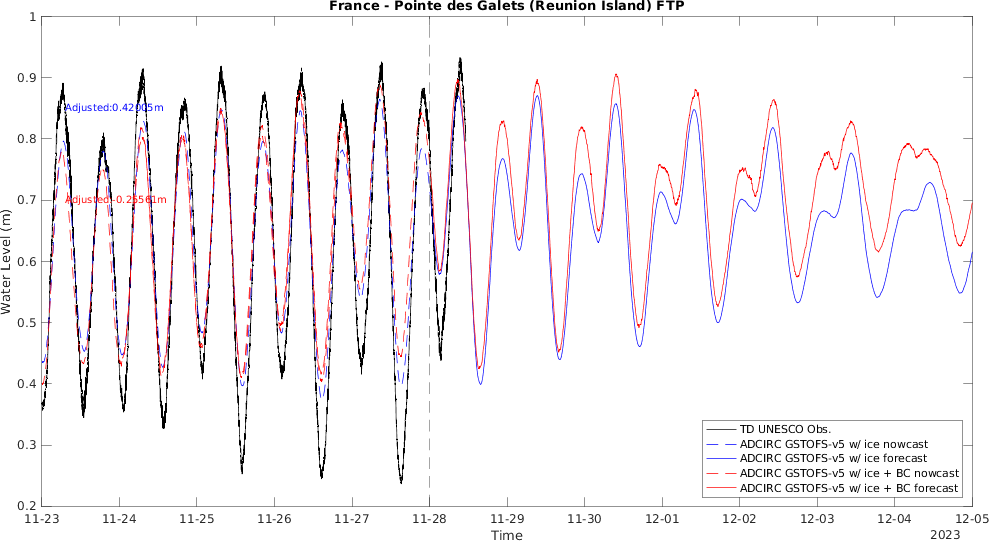 France - Pointe des Galets (Reunion Island) FTP
1
0.9
0.8
0.7
0.6
0.5
0.4
0.3
0.2
Water Level (m)
Adjusted:0.42005m
Adjusted:-0.25561m
TD UNESCO Obs.
ADCIRC GSTOFS-v5 w/ ice nowcast
ADCIRC GSTOFS-v5 w/ ice forecast
ADCIRC GSTOFS-v5 w/ ice + BC nowcast
ADCIRC GSTOFS-v5 w/ ice + BC forecast
11-23 11-24 11-25 11-26 11-27 11-28 11-29 11-30 12-01 12-02 12-03 12-04 12-05
Time
2023